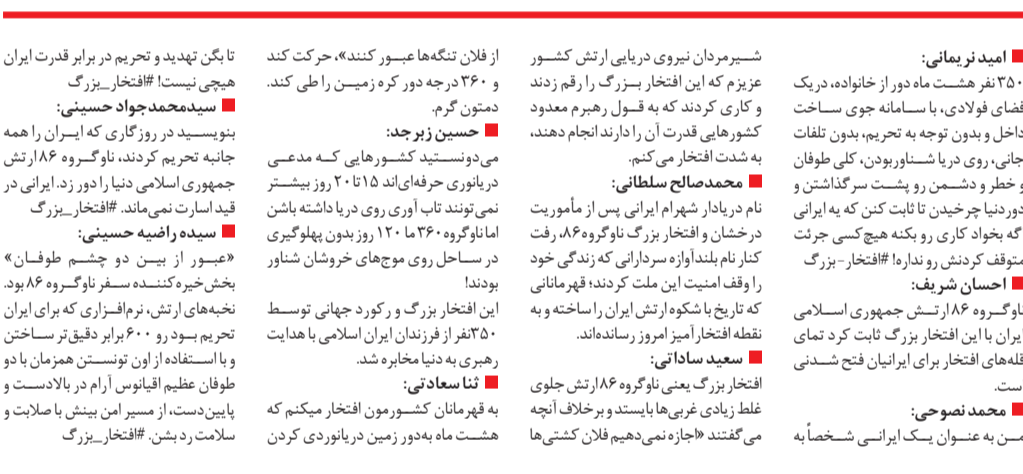 امید نریمانی:
۳۵۰ نفر هشت ماه دور از خانواده، در یک
فضای فولادی، با سامانه جوی ساخت
داخل و بدون توجه به تحریم، بدون تلفات
جانی، روی دریا شناوربودن، کلی طوفان
و خطر و دشمن رو پشت سر گذاشتن و
دور دنیا چرخیدن تا ثابت کنن که یه ایرانی
اگه بخواد کاری رو بکنه هیچ‌کسی جرئت
متوقف کردنش رو نداره! #افتخار-بزرگ
احسان شریف:
ناوگروه ۸۶ ارتش جمهوری اسلامی
ایران با این افتخار بزرگ ثابت کرد تمای
قله‌های افتخار برای ایرانیان فتح شدنی
است.
محمد نصوحی:
من به عنوان یک ایرانی شخصاً به
شیرمردان نیروی دریایی ارتش کشور
عزیزم که این افتخار بزرگ را رقم زدند
و کاری کردند که به قول رهبرم معدود
کشورهایی قدرت آن را دارند انجام دهند،
به شدت افتخار می‌کنم.
محمدصالح سلطانی:
نام دریادار شهرام ایرانی پس از مأموریت
درخشان و افتخار بزرگ ناوگروه ۸۶، رفت
کنار نام بلندآوازه سردارانی که زندگی خود
را وقف امنیت این ملت کردند؛ قهرمانانی
که تاریخ با شکوه ارتش ایران را ساخته و به
نقطه افتخارآمیز امروز رسانده‌اند.
سعید ساداتی:
افتخار بزرگ یعنی ناوگروه ۸۶ ارتش جلوی
غلط زیادی غربی‌ها بایستد و برخلاف آنچه
می‌گفتند «اجازه نمی‌دهیم فلان کشتی‌ها
از فلان تنگه‌ها عبور کنند»، حرکت کند
و ۳۶۰ درجه دور کره زمین را طی کند.
دمتون گرم.
حسین زبرجد:
می‌دونستید کشورهایی که مدعی
دریانوری حرفه‌ای‌اند ۱۵ تا ۲۰ روز بیشتر
نمی‌تونند تاب آوری روی دریا داشته باشن
اما ناوگروه ۳۶۰ ما ۱۲۰ روز بدون پهلوگیری
در ساحل روی موج‌های خروشان شناور
بودند!
این افتخار بزرگ و رکورد جهانی توسط
۳۵۰نفر از فرزندان ایران اسلامی با هدایت
رهبری به دنیا مخابره شد.
ثنا سعادتی:
به قهرمانان کشورمون افتخار میکنم که
هشت ماه به‌دور زمین دریانوردی کردن
تا بگن تهدید و تحریم در برابر قدرت ایران
هیچی نیست! #افتخار_بزرگ
سیدمحمدجواد حسینی:
بنویسید در روزگاری که ایران را همه
جانبه تحریم کردند، ناوگروه ۸۶ ارتش
جمهوری اسلامی دنیا را دور زد. ایرانی در
قید اسارت نمی‌ماند. #افتخار_بزرگ
سیده راضیه حسینی:
«عبور از بین دو چشم طوفان»
بخش خیره‌کننده سفر ناوگروه ۸۶ بود.
نخبه‌های ارتش، نرم‌افزاری که برای ایران
تحریم بود رو ۶۰۰ برابر دقیق‌تر ساختن
و با استفاده از اون تونستن همزمان با دو
طوفان عظیم اقیانوس آرام در بالادست و
پایین‌دست، از مسیر امن بینش با صلابت و
سلامت رد بشن. #افتخار_بزرگ